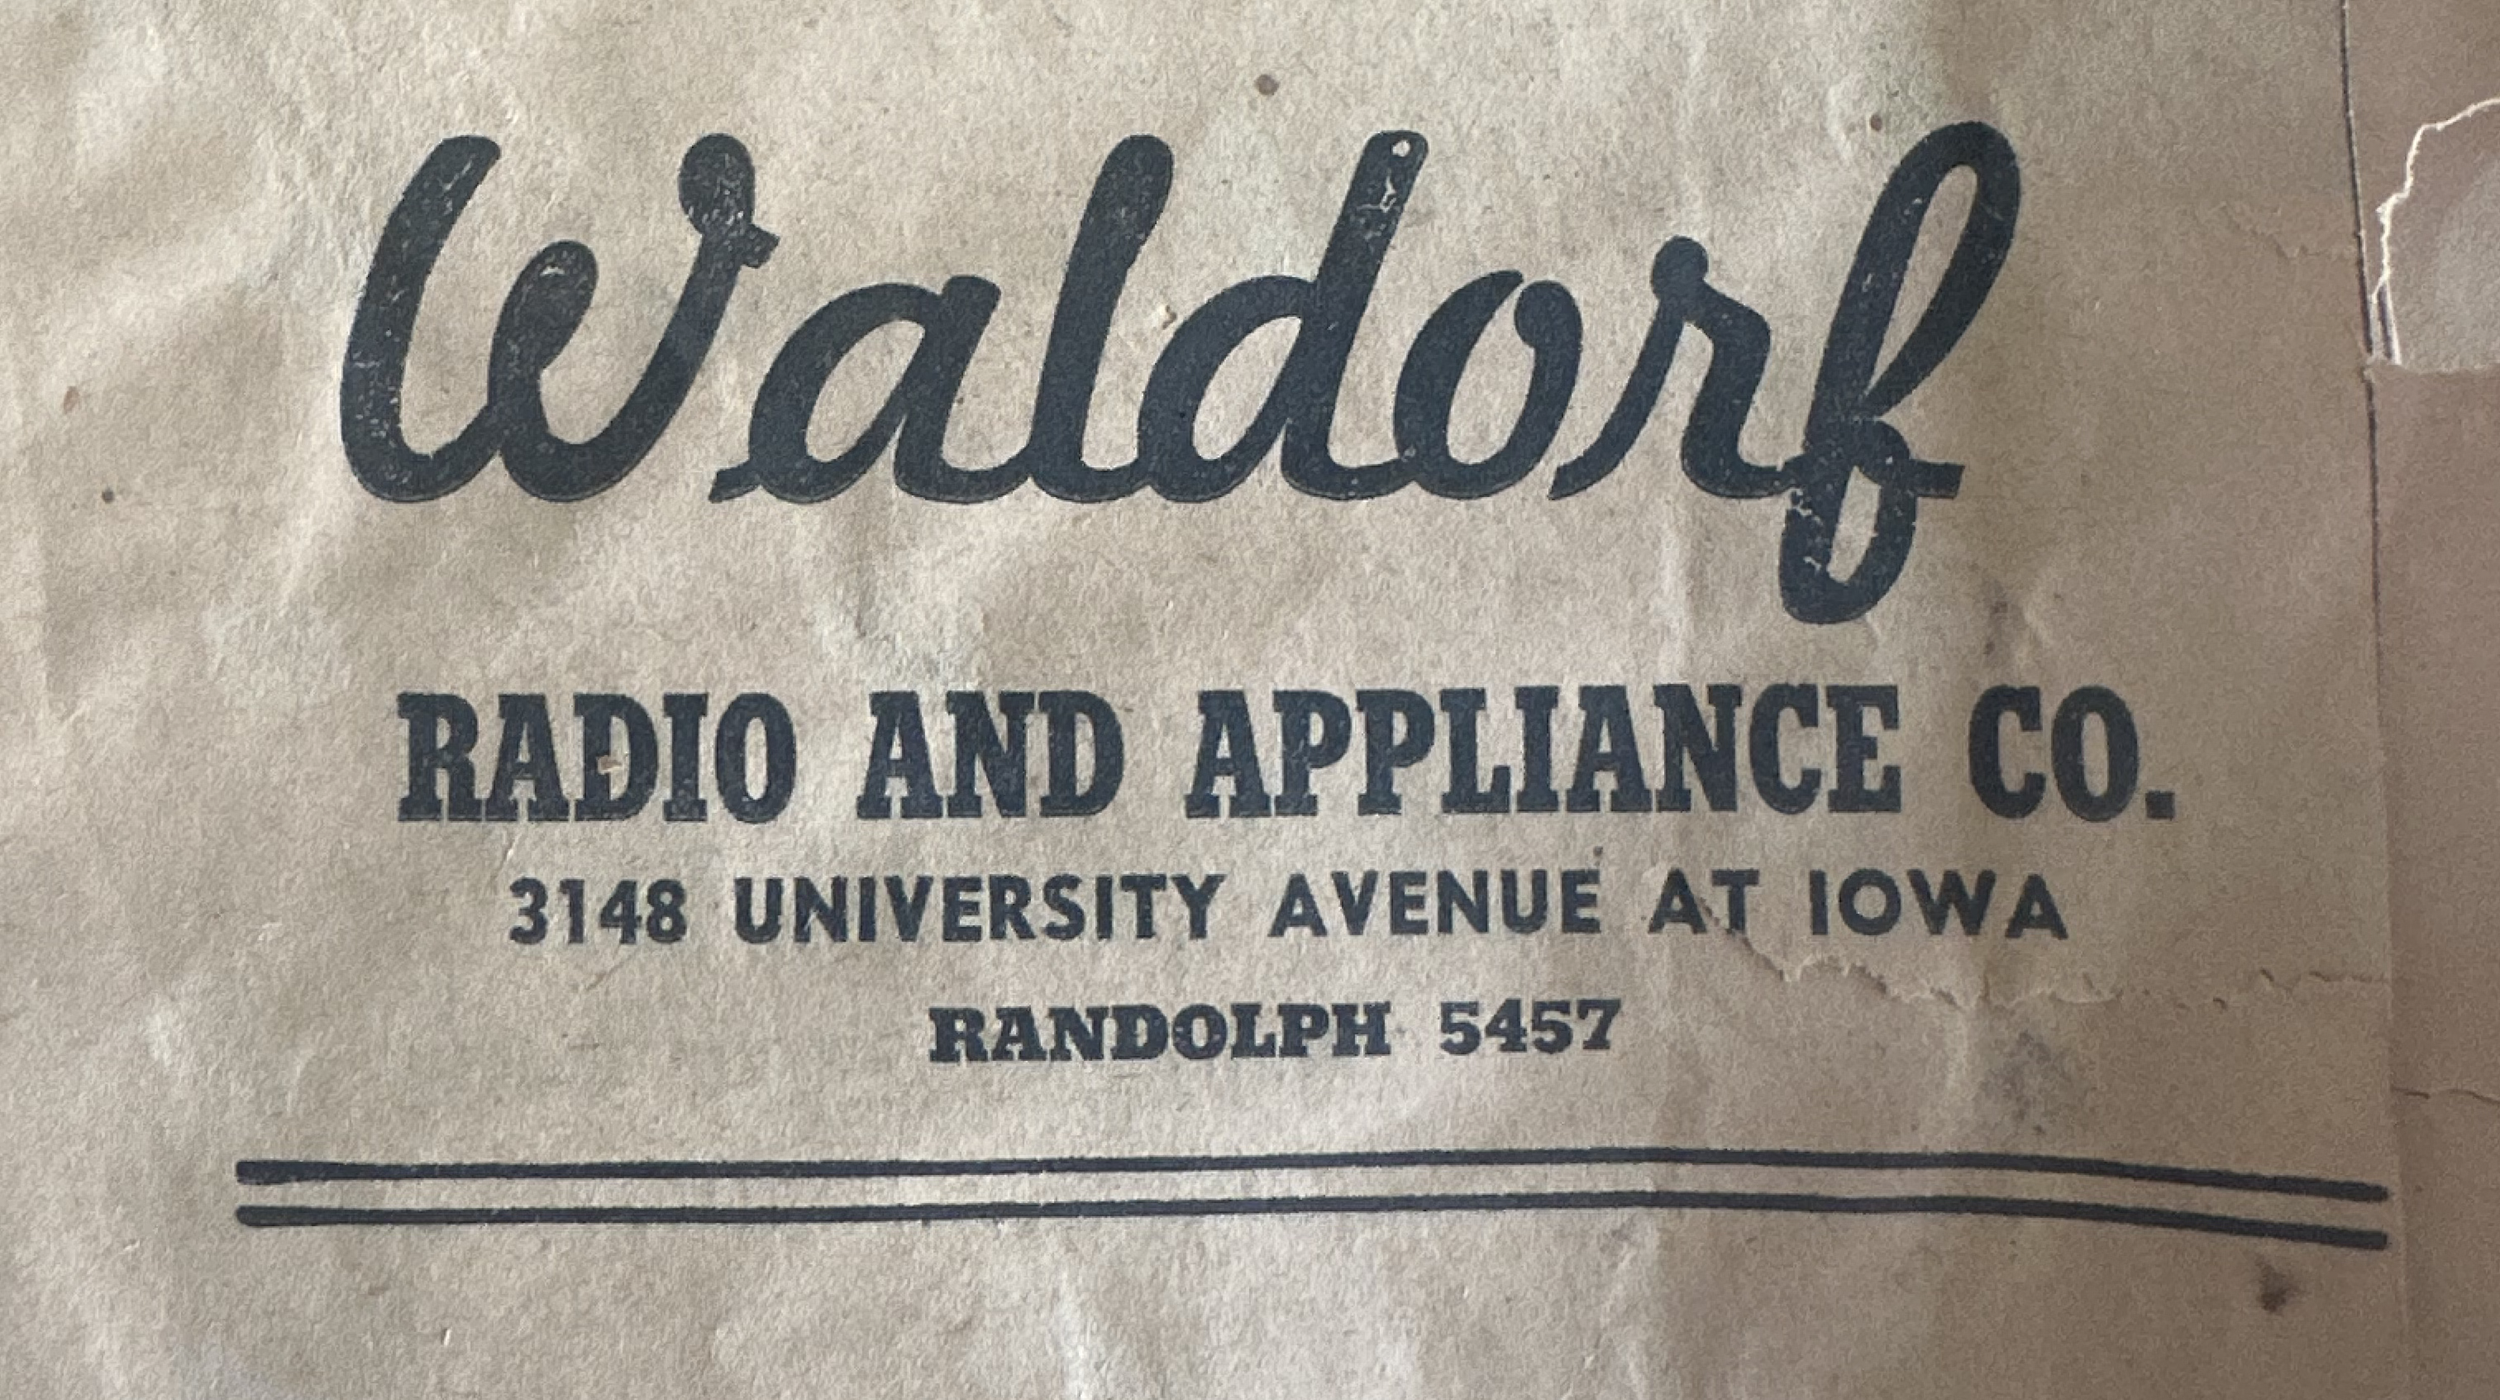 Waldorf
RADIO AND APPLIANCE CO.
3148 UNIVERSITY AVENUE AT IOWA
RANDOLPH 5457